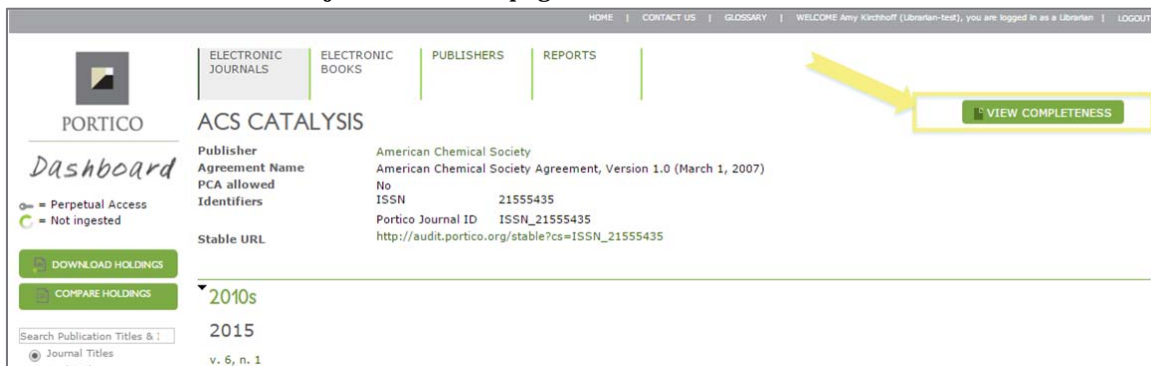 HOME | CONTACT US | GLOSSARY | WELCOME Amy Kirchhoff (Librarian-test), you are logged in as a Librarian | LOGOUT
ELECTRONIC JOURNALS
ELECTRONIC BOOKS
PUBLISHERS
REPORTS
VIEW COMPLETENESS
PORTICO
Dashboard
= Perpetual Access
= Not ingested
DOWNLOAD HOLDINGS
COMPARE HOLDINGS
Search Publication Titles &
Journal Titles
ACS CATALYSIS
Publisher American Chemical Society
Agreement Name American Chemical Society Agreement, Version 1.0 (March 1, 2007)
PCA allowed No
Identifiers ISSN 21555435
Portico Journal ID ISSN_21555435
Stable URL http://audit.portico.org/stable?cs=ISSN_21555435
2010s
2015
v. 6, n. 1